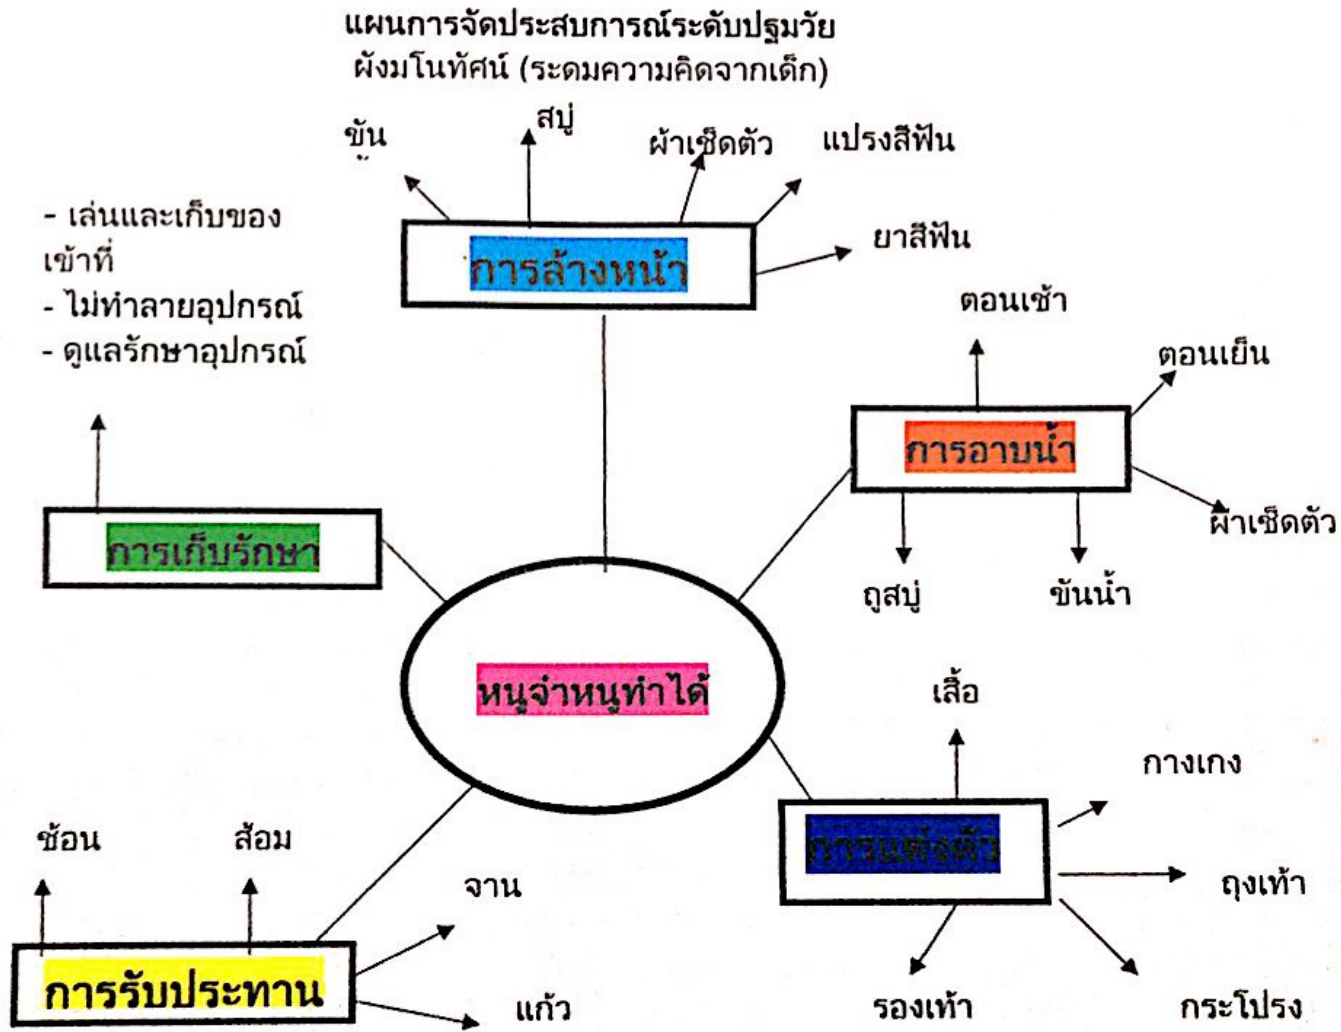 แผนการจัดประสบการณ์ระดับปฐมวัย
ผังมโนทัศน์ (ระดมความคิดจากเด็ก)
ขัน
สบู่
ผ้าเช็ดตัว
แปรงสีฟัน
ยาสีฟัน
การล้างหน้า
- เล่นและเก็บของ
เข้าที่
- ไม่ทำลายอุปกรณ์
- ดูแลรักษาอุปกรณ์
การเก็บรักษา
ตอนเช้า
ตอนเย็น
การอาบน้ำ
ผ้าเช็ดตัว
ถูสบู่
ขันน้ำ
หนูจ๋าหนูทำได้
เสื้อ
กางเกง
การแต่งตัว
ถุงเท้า
รองเท้า
กระโปรง
ช้อน
ส้อม
จาน
การรับประทาน
แก้ว